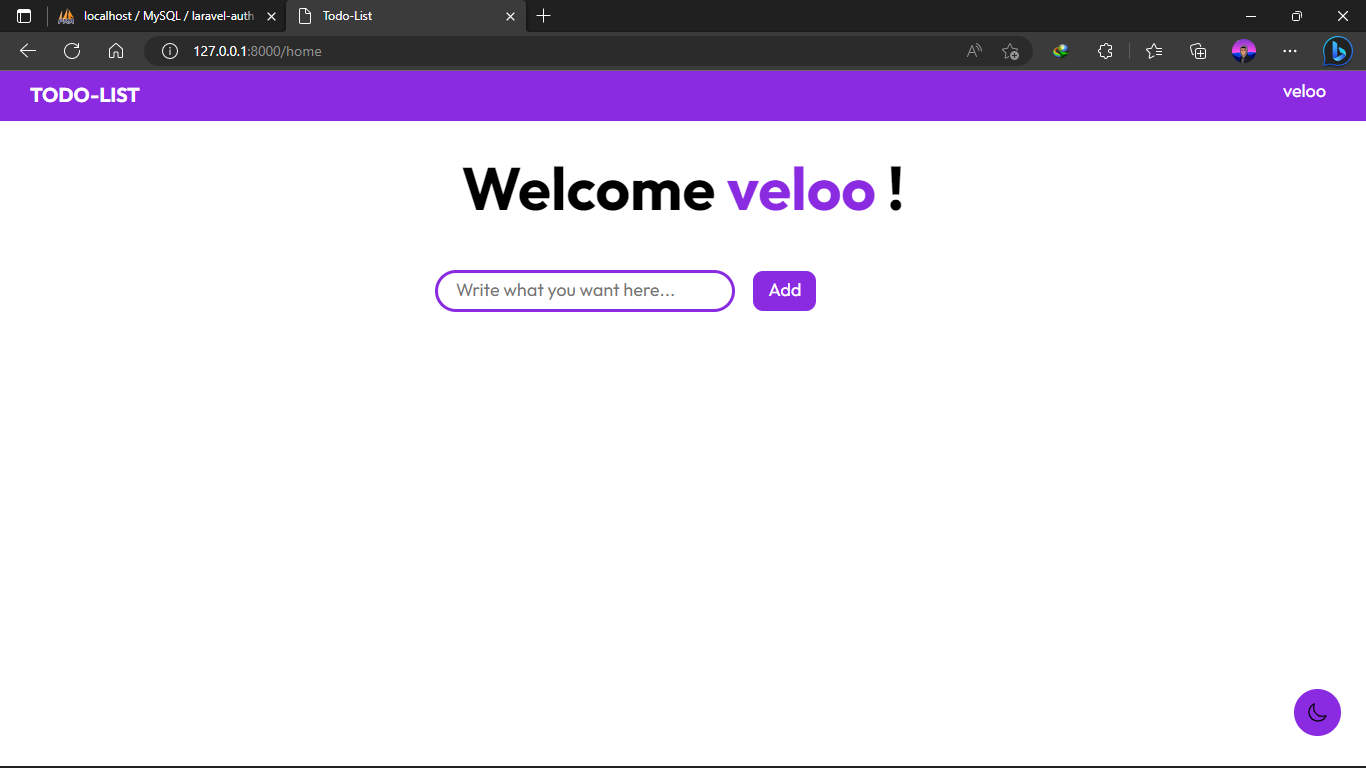 localhost / MySQL / laravel-auth
Todo-List
127.0.0.1:8000/home
TODO-LIST
veloo
Welcome veloo !
Write what you want here...
Add